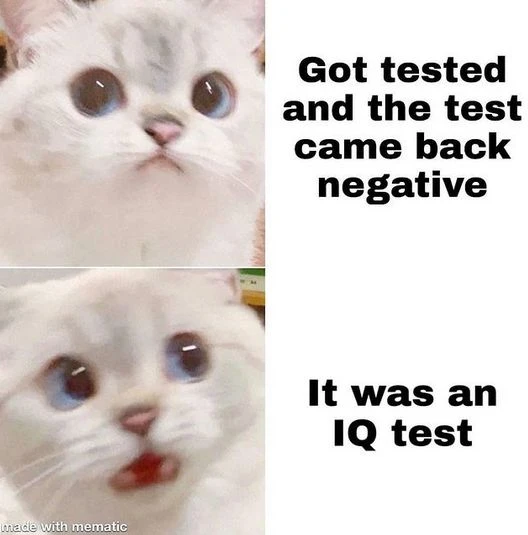 Got tested
and the test
came back
negative
It was an
IQ test
made with mematic